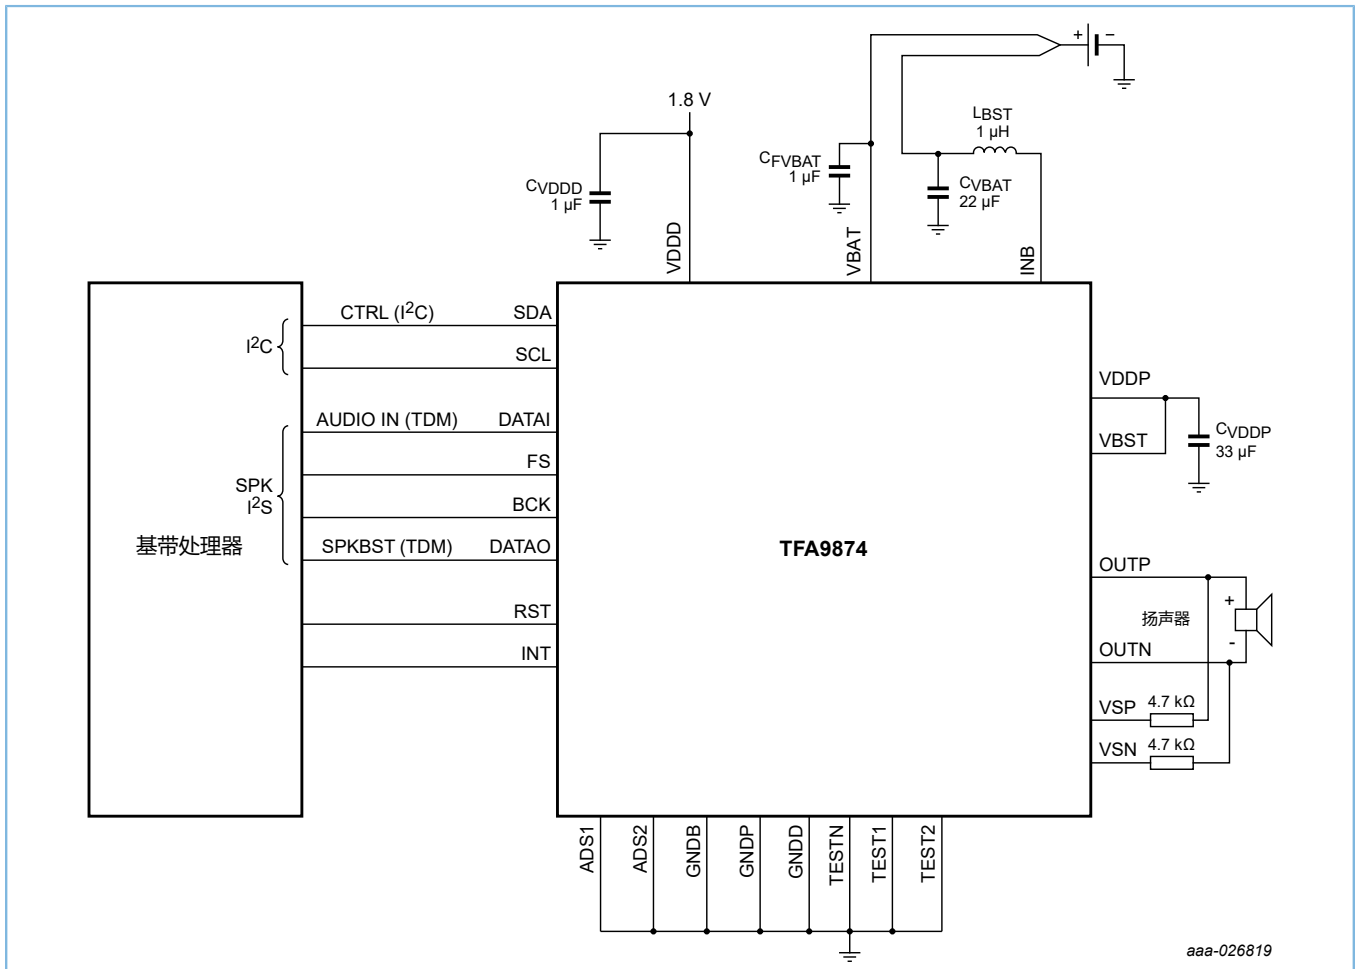 + −
1.8 V
LBST
1 µH
CFVBAT
1 µF
CVDDD
1 µF
CVBAT
22 µF
VDDD
VBAT
INB
CTRL (I2C) SDA
I2C
SCL
VDDP
AUDIO IN (TDM) DATAI
VBST
CVDDP
33 µF
FS
SPK
I2S
BCK
基带处理器
SPKBST (TDM) DATAO
TFA9874
OUTP
+
扬声器
-
RST
OUTN
INT
VSP 4.7 kΩ
VSN 4.7 kΩ
ADS1
ADS2
GNDB
GNDP
GNDD
TESTN
TEST1
TEST2
aaa-026819